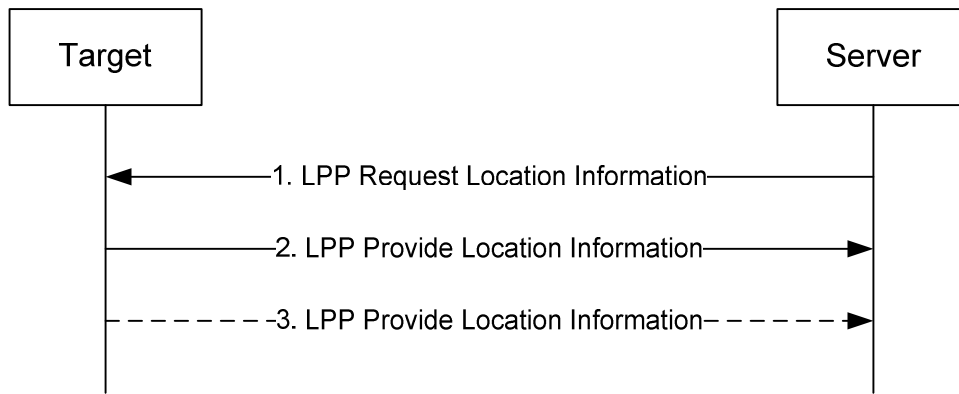 Target
Server
1. LPP Request Location Information
2. LPP Provide Location Information
3. LPP Provide Location Information